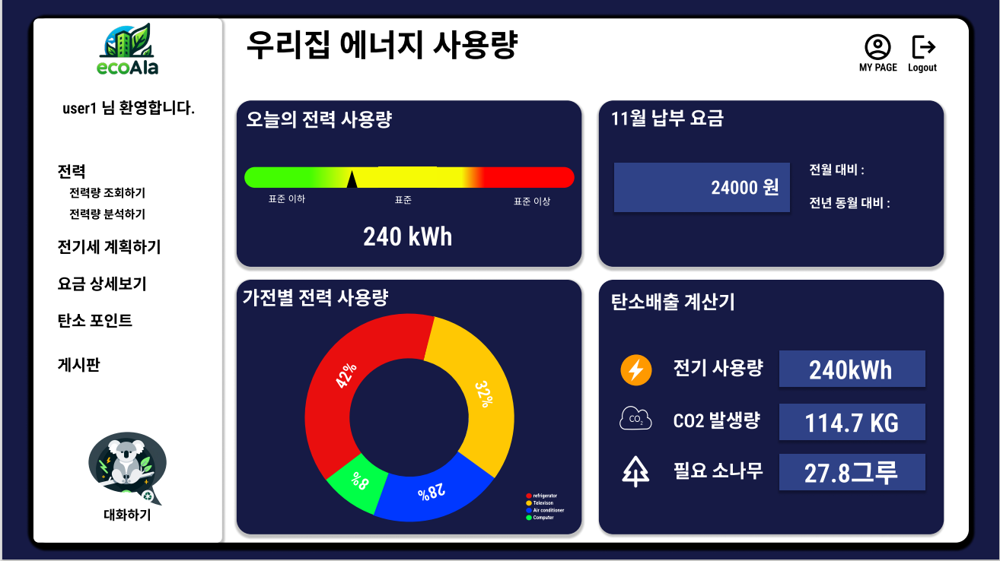 ecoAla
user1 님 환영합니다.
전력
전력량 조회하기
전력량 분석하기
전기세 계획하기
요금 상세보기
탄소 포인트
게시판
대화하기
우리집 에너지 사용량
MY PAGE
Logout
오늘의 전력 사용량
표준 이하
표준
표준 이상
240 kWh
11월 납부 요금
24000 원
전월 대비 :
전년 동월 대비 :
가전별 전력 사용량
42%
32%
8%
28%
refrigerator
Televison
Air conditioner
Computer
탄소배출 계산기
전기 사용량
240kWh
CO2
CO2 발생량
114.7 KG
필요 소나무
27.8그루